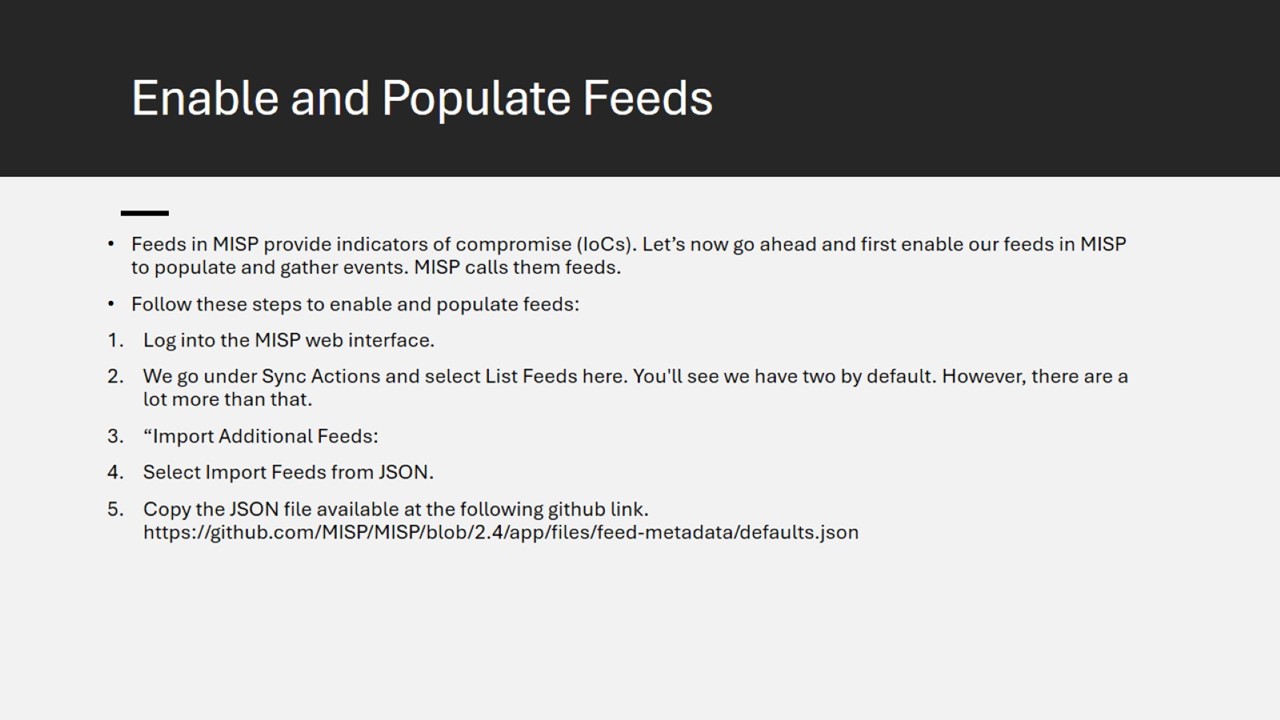 Enable and Populate Feeds
• Feeds in MISP provide indicators of compromise (IoCs). Let’s now go ahead and first enable our feeds in MISP
to populate and gather events. MISP calls them feeds.
• Follow these steps to enable and populate feeds:
1. Log into the MISP web interface.
2. We go under Sync Actions and select List Feeds here. You'll see we have two by default. However, there are a
lot more than that.
3. “Import Additional Feeds:
4. Select Import Feeds from JSON.
5. Copy the JSON file available at the following github link.
https://github.com/MISP/MISP/blob/2.4/app/files/feed-metadata/defaults.json